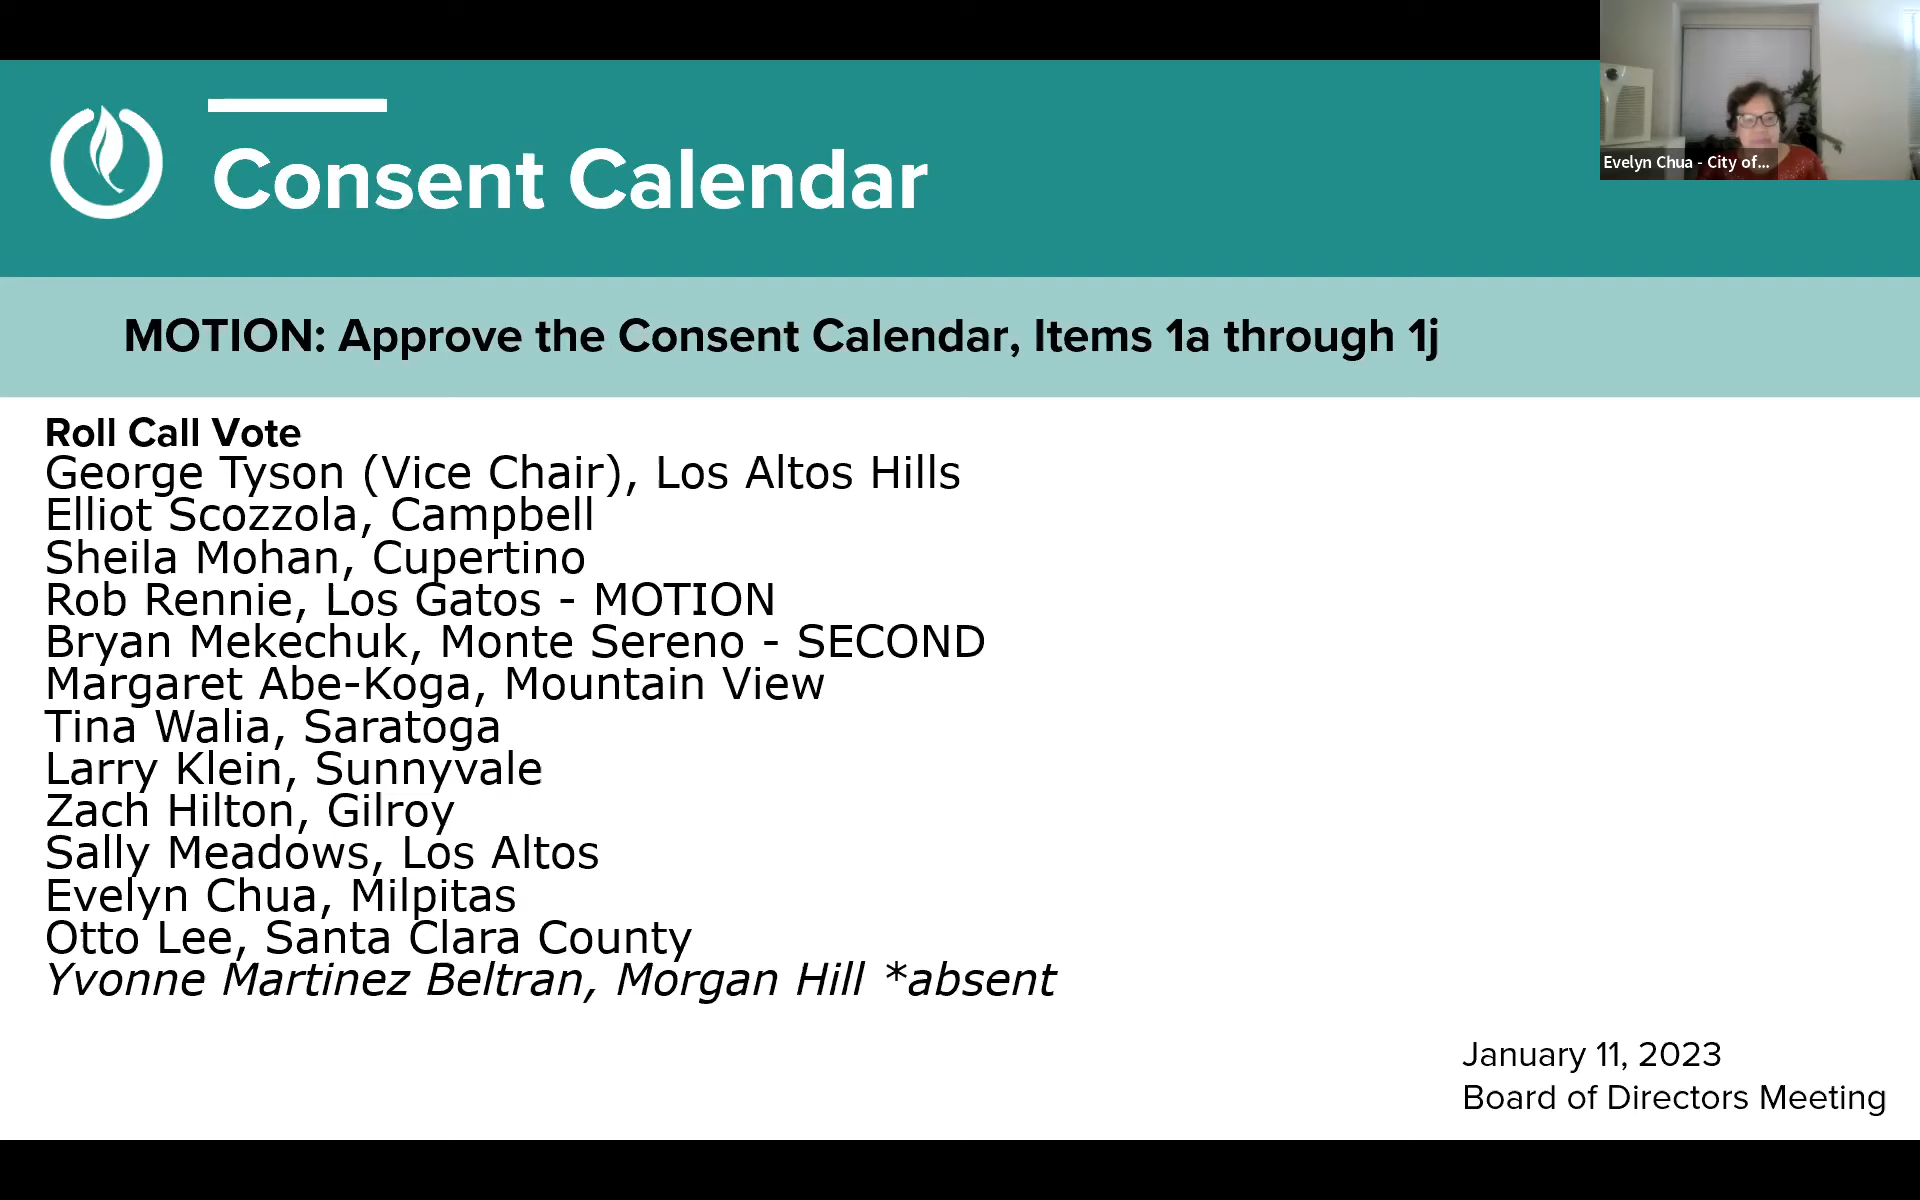 Consent Calendar
Evelyn Chua - City of...
MOTION: Approve the Consent Calendar, Items 1a through 1j
Roll Call Vote
George Tyson (Vice Chair), Los Altos Hills
Elliot Scozzola, Campbell
Sheila Mohan, Cupertino
Rob Rennie, Los Gatos - MOTION
Bryan Mekechuk, Monte Sereno - SECOND
Margaret Abe-Koga, Mountain View
Tina Walia, Saratoga
Larry Klein, Sunnyvale
Zach Hilton, Gilroy
Sally Meadows, Los Altos
Evelyn Chua, Milpitas
Otto Lee, Santa Clara County
Yvonne Martinez Beltran, Morgan Hill *absent
January 11, 2023
Board of Directors Meeting